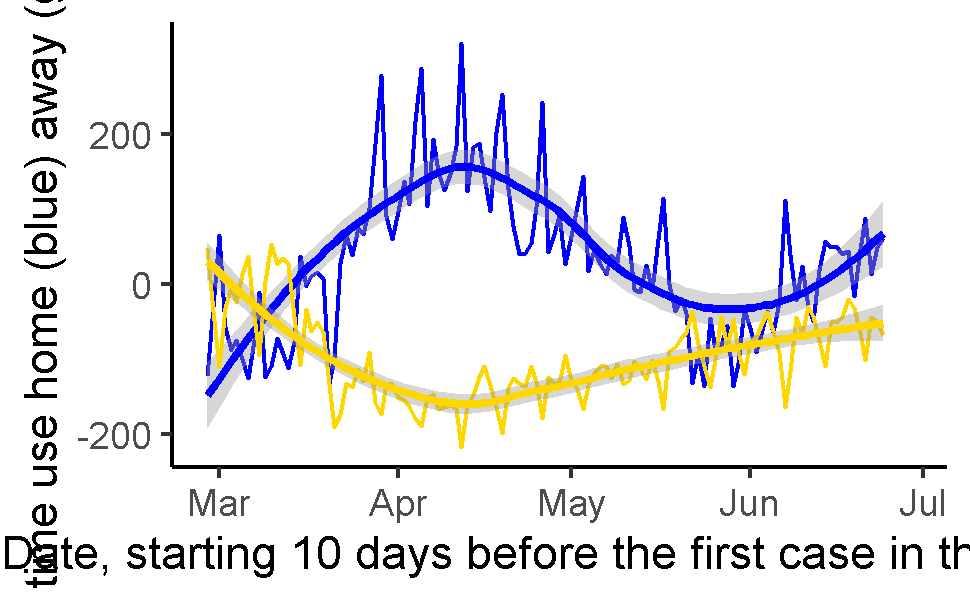 time use home (blue) away (
200
0
-200
Mar Apr May Jun Jul
Date, starting 10 days before the first case in th